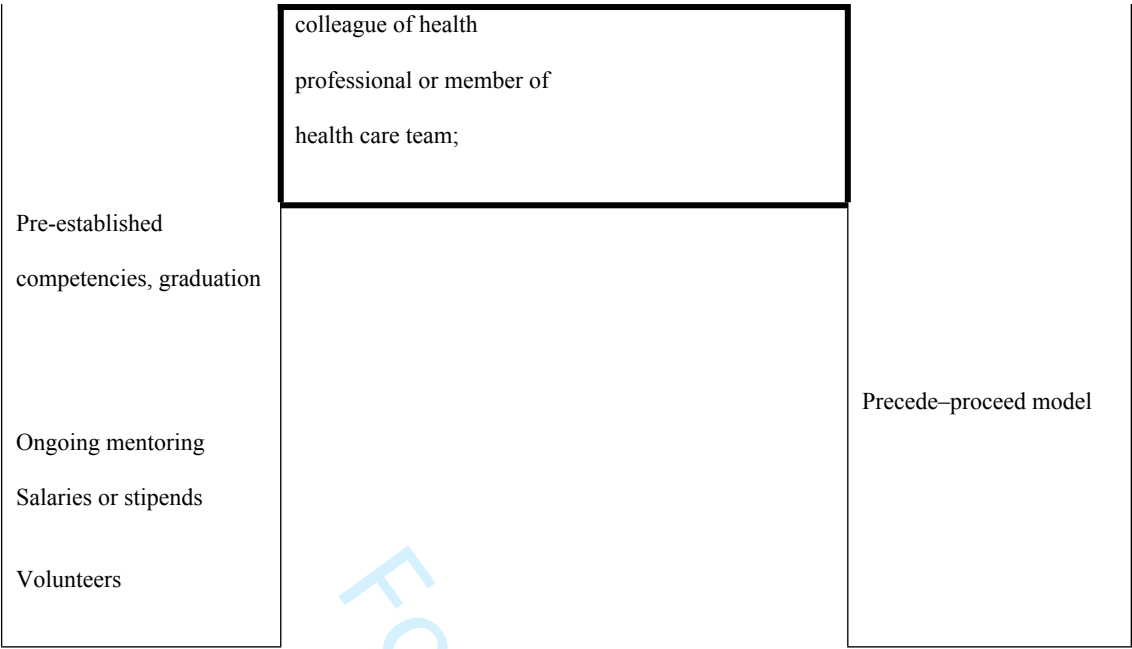 colleague of health
professional or member of
health care team;
Pre-established
competencies, graduation
Precede–proceed model
Ongoing mentoring
Salaries or stipends
Volunteers